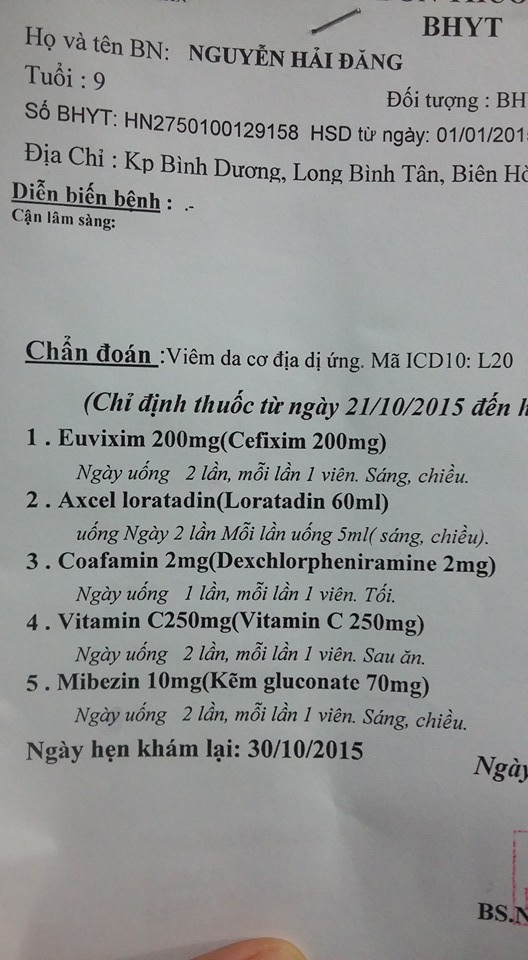 BHYT
Họ và tên BN: NGUYỄN HẢI ĐĂNG
Tuổi : 9
Đối tượng : BH
Số BHYT: HN2750100129158 HSD từ ngày: 01/01/201
Địa Chỉ : Kp Bình Dương, Long Bình Tân, Biên
Diễn biến bệnh : .-
Cận lâm sàng:
Chẩn đoán :Viêm da cơ địa dị ứng. Mã ICD10: L20
(Chỉ định thuốc từ ngày 21/10/2015 đến
1 . Euvixim 200mg(Cefixim 200mg)
Ngày uống 2 lần, mỗi lần 1 viên. Sáng, chiều.
2 . Axcel loratadin(Loratadin 60ml)
uống Ngày 2 lần Mỗi lần uống 5ml( sáng, chiều).
3 . Coafamin 2mg(Dexchlorpheniramine 2mg)
Ngày uống 1 lần, mỗi lần 1 viên. Tối.
4 . Vitamin C250mg(Vitamin C 250mg)
Ngày uống 2 lần, mỗi lần 1 viên. Sau ăn.
5 . Mibezin 10mg(Kẽm gluconate 70mg)
Ngày uống 2 lần, mỗi lần 1 viên. Sáng, chiều.
Ngày hẹn khám lại: 30/10/2015
Ngày
BS.N